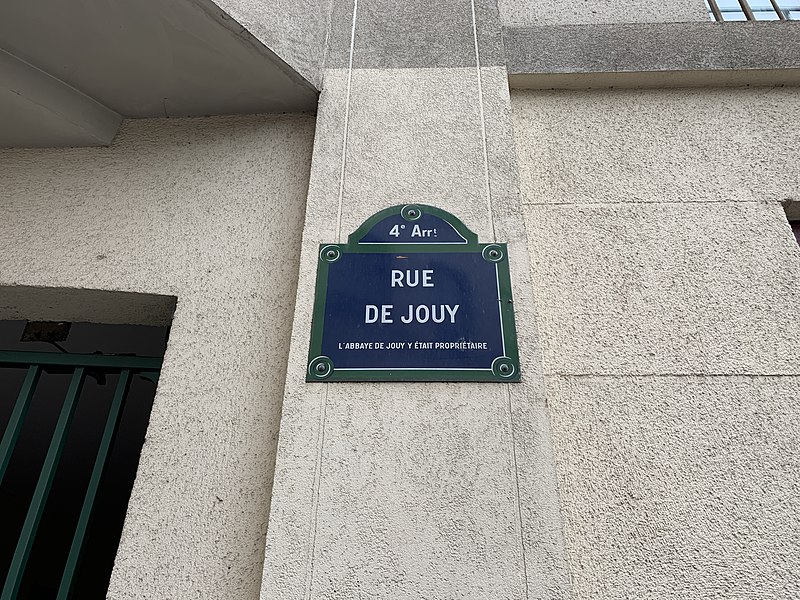 4e Arrt
RUE
DE JOUY
L'ABBAYE DE JOUY Y ÉTAIT PROPRIÉTAIRE